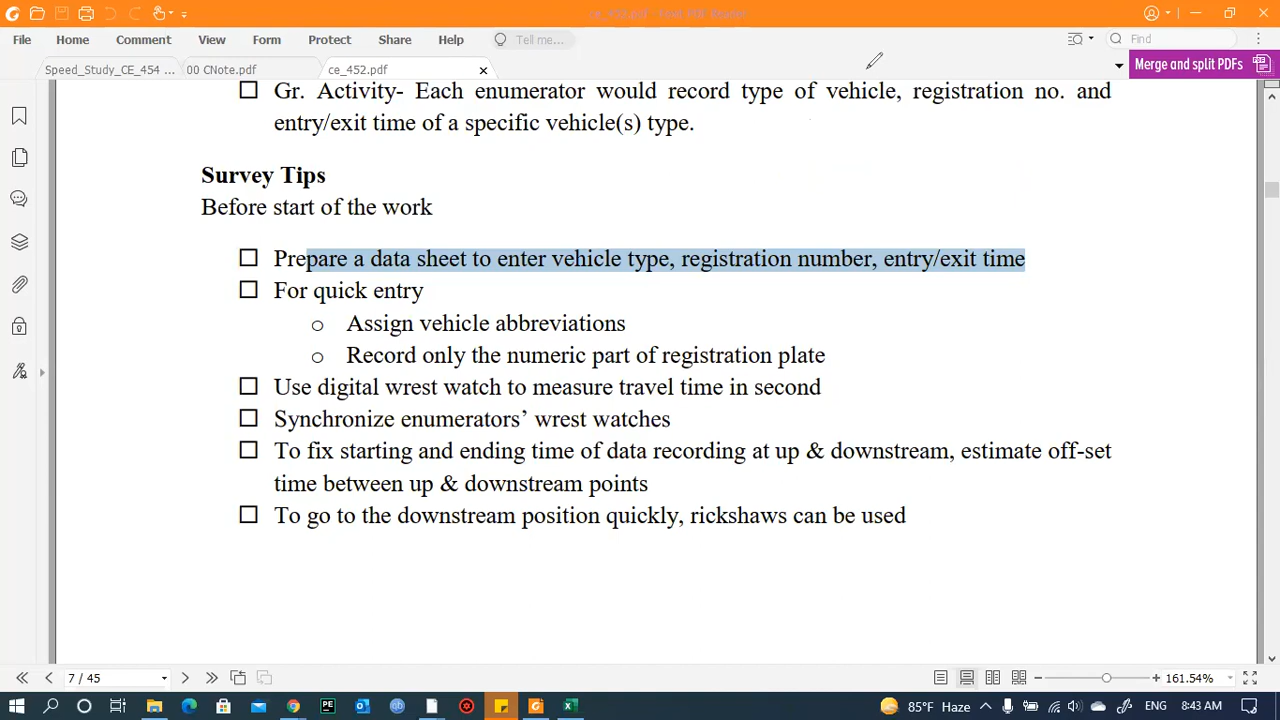 File Home Comment View Form Protect Share Help Tell me... Find
Speed_Study_CE_454 ... 00 CNote.pdf ce_452.pdf Merge and split PDFs
☐ Gr. Activity- Each enumerator would record type of vehicle, registration no. and
entry/exit time of a specific vehicle(s) type.
Survey Tips
Before start of the work
☐ Prepare a data sheet to enter vehicle type, registration number, entry/exit time
☐ For quick entry
o Assign vehicle abbreviations
o Record only the numeric part of registration plate
☐ Use digital wrest watch to measure travel time in second
☐ Synchronize enumerators’ wrest watches
☐ To fix starting and ending time of data recording at up & downstream, estimate off-set
time between up & downstream points
☐ To go to the downstream position quickly, rickshaws can be used
7 / 45 161.54%
85°F Haze ENG 8:43 AM